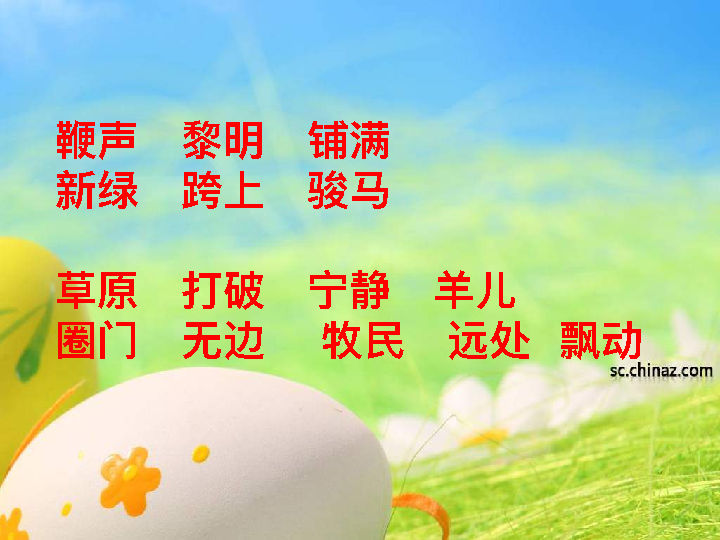 鞭声 黎明 铺满
新绿 跨上 骏马
草原 打破 宁静 羊儿
圈门 无边 牧民 远处 飘动
sc.chinaz.com